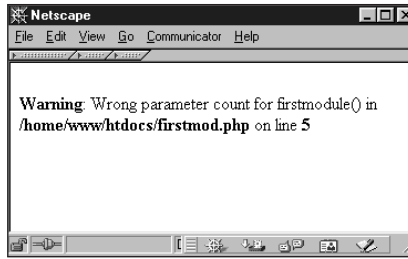 Netscape
File Edit View Go Communicator Help
Warning: Wrong parameter count for firstmodule() in
/home/www/htdocs/firstmod.php on line 5